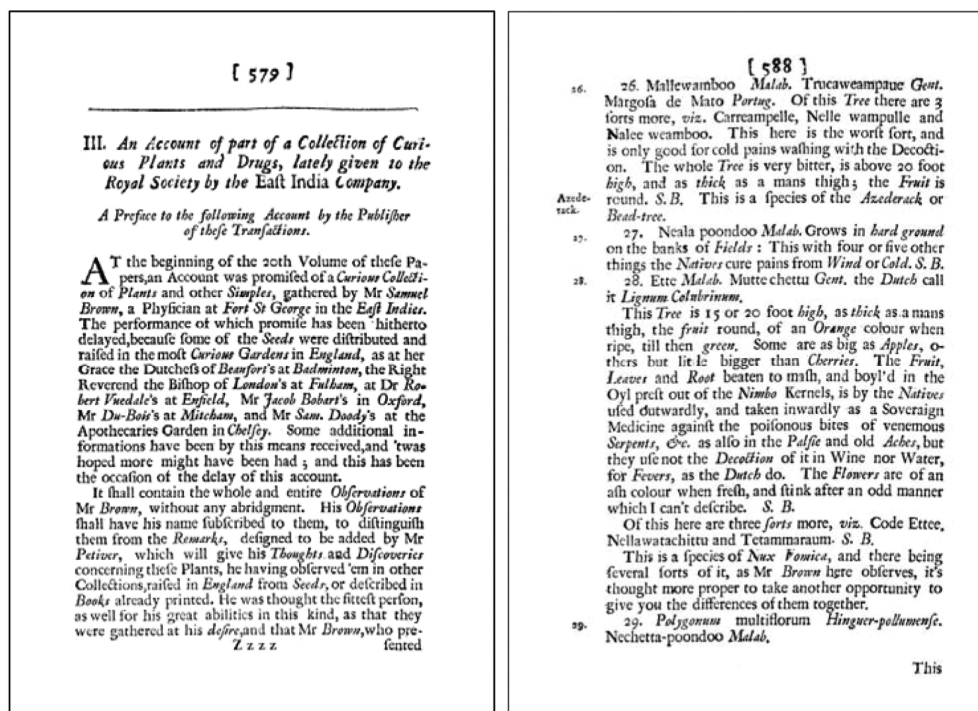 [ 579 ]
III. An Account of part of a Collection of Curi-
ous Plants and Drugs, lately given to the
Royal Society by the Eaſt India Company.
A Preface to the following Account by the Publiſher
of theſe Tranſactions.
AT the beginning of the 20th Volume of theſe Pa-
pers,an Account was promiſed of a Curious Collecti-
on of Plants and other Simples, gathered by Mr Samuel
Brown, a Phyſician at Fort St George in the Eaſt Indies.
The performance of which promiſe has been hitherto
delayed,becauſe ſome of the Seeds were diſtributed and
raiſed in the moſt Curious Gardens in England, as at her
Grace the Dutcheſs of Beaufort's at Badminton, the Right
Reverend the Biſhop of London's at Fulham, at Dr Ro-
bert Vuedale's at Enfield, Mr Jacob Bobart's in Oxford,
Mr Du-Bois's at Mitcham, and Mr Sam. Doody's at the
Apothecaries Garden in Chelſey. Some additional in-
formations have been by this means received,and 'twas
hoped more might have been had ; and this has been
the occaſion of the delay of this account.
It ſhall contain the whole and entire Obſervations of
Mr Brown, without any abridgment. His Obſervations
ſhall have his name ſubſcribed to them, to diſtinguiſh
them from the Remarks, deſigned to be added by Mr
Petiver, which will give his Thoughts and Diſcoveries
concerning theſe Plants, he having obſerved 'em in other
Collections,raiſed in England from Seeds, or deſcribed in
Books already printed. He was thought the fitteſt perſon,
as well for his great abilities in this kind, as that they
were gathered at his deſire,and that Mr Brown,who pre-
Z z z z ſented
[ 588 ]
26. 26. Mallewamboo Malab. Trucaweampaue Gent.
Margoſa de Mato Portug. Of this Tree there are 3
ſorts more, viz. Carreampelle, Nelle wampulle and
Nalee weamboo. This here is the worſt ſort, and
is only good for cold pains waſhing with the Decocti-
on. The whole Tree is very bitter, is above 20 foot
high, and as thick as a mans thigh ; the Fruit is
Azede-
rack. round. S. B. This is a ſpecies of the Azederack or
Bead-tree.
27. 27. Neala poondoo Malab. Grows in hard ground
on the banks of Fields : This with four or five other
things the Natives cure pains from Wind or Cold. S. B.
28. 28. Ette Malab. Muttechettu Gent. the Dutch call
it Lignum Colubrinum.
This Tree is 15 or 20 foot high, as thick as a mans
thigh, the fruit round, of an Orange colour when
ripe, till then green. Some are as big as Apples, o-
thers but litle bigger than Cherries. The Fruit,
Leaves and Root beaten to maſh, and boyl'd in the
Oyl preſt out of the Nimbo Kernels, is by the Natives
uſed outwardly, and taken inwardly as a Soveraign
Medicine againſt the poiſonous bites of venemous
Serpents, &c. as alſo in the Palſie and old Aches, but
they uſe not the Decoction of it in Wine nor Water,
for Fevers, as the Dutch do. The Flowers are of an
aſh colour when freſh, and ſtink after an odd manner
which I can't deſcribe. S. B.
Of this here are three ſorts more, viz. Code Ettee,
Nellawatachittu and Tetammaraum. S. B.
This is a ſpecies of Nux Vomica, and there being
ſeveral ſorts of it, as Mr Brown here obſerves, it's
thought more proper to take another opportunity to
give you the differences of them together.
29. 29. Polygonum multiflorum Hinguer-pollumenſe.
Nechetta-poondoo Malab.
This